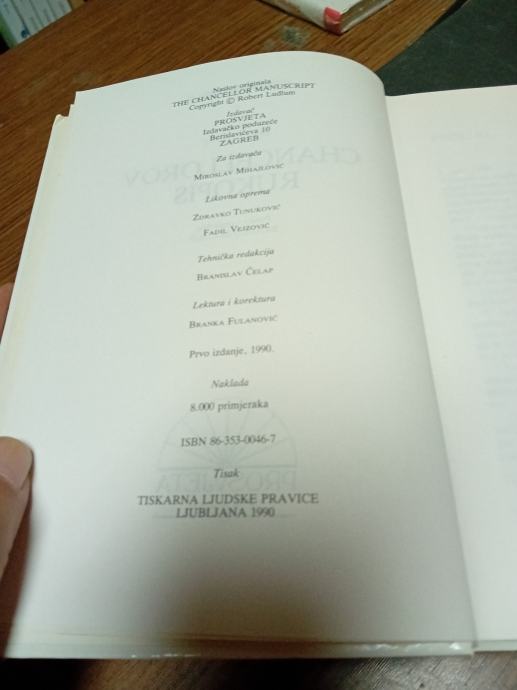 Naslov originala
THE CHANCELLOR MANUSCRIPT
Copyright © Robert Ludlum
Izdavač
PROSVJETA
Izdavačko poduzeće
Berislavićeva 10
ZAGREB
Za izdavača
MIROSLAV MIHAJLOVIĆ
Likovna oprema
ZDRAVKO TUNUKOVIĆ
FADIL VEJZOVIĆ
Tehnička redakcija
BRANISLAV ČELAP
Lektura i korektura
BRANKA FULANOVIĆ
Prvo izdanje, 1990.
Naklada
8.000 primjeraka
ISBN 86-353-0046-7
Tisak
TISKARNA LJUDSKE PRAVICE
LJUBLJANA 1990